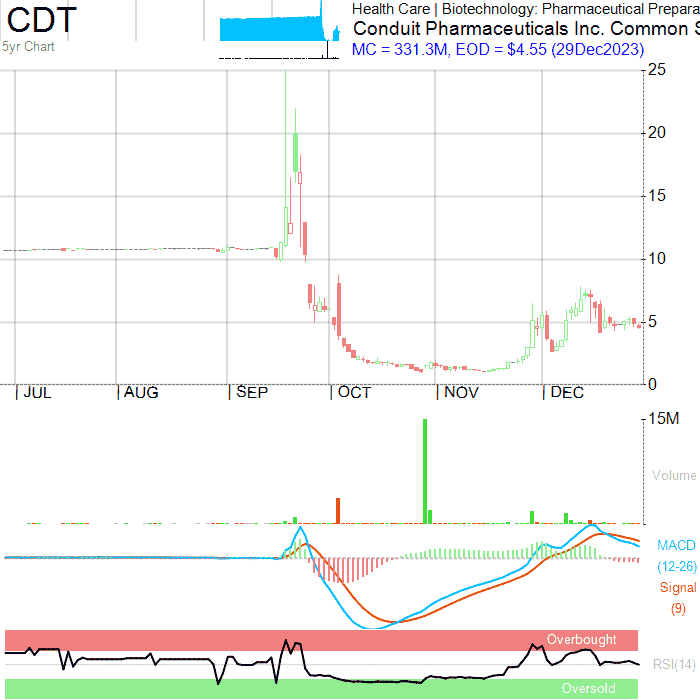 CDT
5yr Chart
Health Care | Biotechnology: Pharmaceutical Prepara
Conduit Pharmaceuticals Inc. Common S
MC = 331.3M, EOD = $4.55 (29Dec2023)
25
20
15
10
5
0
JUL AUG SEP OCT NOV DEC
15M
Volume
MACD
(12-26)
Signal
(9)
Overbought
RSI(14)
Oversold